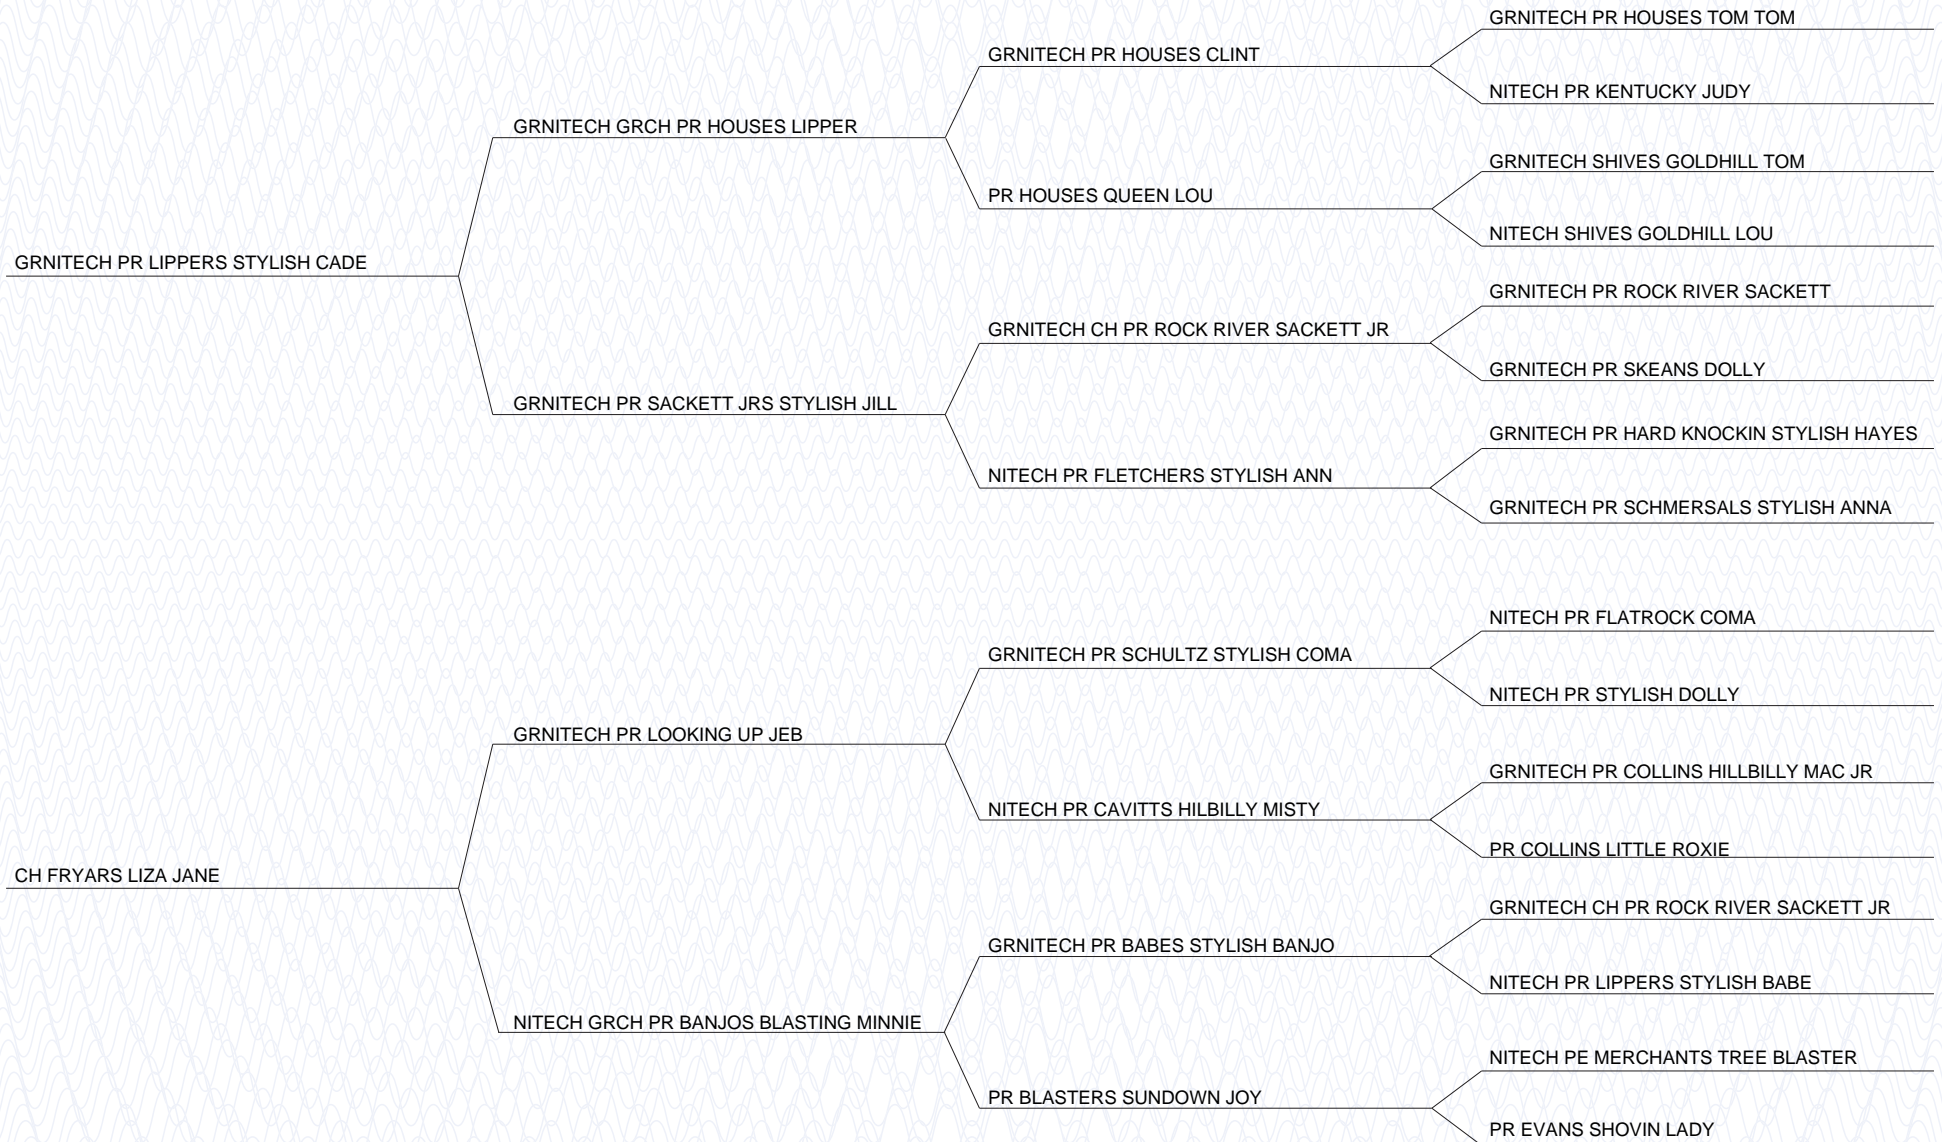 GRNITECH PR HOUSES TOM TOM
GRNITECH PR HOUSES CLINT
NITECH PR KENTUCKY JUDY
GRNITECH GRCH PR HOUSES LIPPER
GRNITECH SHIVES GOLDHILL TOM
PR HOUSES QUEEN LOU
NITECH SHIVES GOLDHILL LOU
GRNITECH PR LIPPERS STYLISH CADE
GRNITECH PR ROCK RIVER SACKETT
GRNITECH CH PR ROCK RIVER SACKETT JR
GRNITECH PR SKEANS DOLLY
GRNITECH PR SACKETT JRS STYLISH JILL
GRNITECH PR HARD KNOCKIN STYLISH HAYES
NITECH PR FLETCHERS STYLISH ANN
GRNITECH PR SCHMERSALS STYLISH ANNA
NITECH PR FLATROCK COMA
GRNITECH PR SCHULTZ STYLISH COMA
NITECH PR STYLISH DOLLY
GRNITECH PR LOOKING UP JEB
GRNITECH PR COLLINS HILLBILLY MAC JR
NITECH PR CAVITTS HILBILLY MISTY
PR COLLINS LITTLE ROXIE
CH FRYARS LIZA JANE
GRNITECH CH PR ROCK RIVER SACKETT JR
GRNITECH PR BABES STYLISH BANJO
NITECH PR LIPPERS STYLISH BABE
NITECH GRCH PR BANJOS BLASTING MINNIE
NITECH PE MERCHANTS TREE BLASTER
PR BLASTERS SUNDOWN JOY
PR EVANS SHOVIN LADY